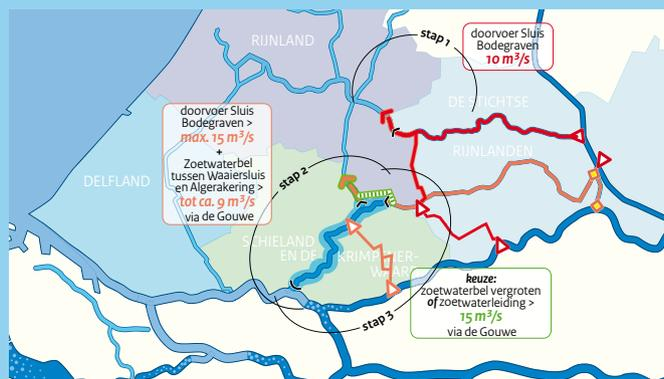 RIJNLAND
stap 1
doorvoer Sluis
Bodegraven
10 m³/s
DE STICHTSE
RIJNLANDEN
doorvoer Sluis
Bodegraven >
max. 15 m³/s
+
Zoetwaterbel
tussen Waaiersluis
en Algerakering >
tot ca. 9 m³/s
via de Gouwe
DELFLAND
stap 2
SCHIELAND
EN DE KRIMPENER-
WAARD
stap 3
keuze:
zoetwaterbel vergroten
of zoetwaterleiding >
15 m³/s
via de Gouwe